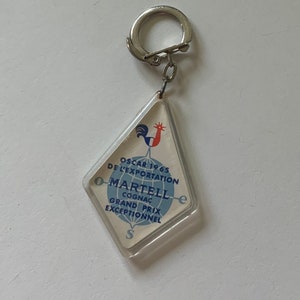 OSCAR 1965
DE L'EXPORTATION
o e
MARTELL
COGNAC
GRAND PRIX
EXCEPTIONNEL
S